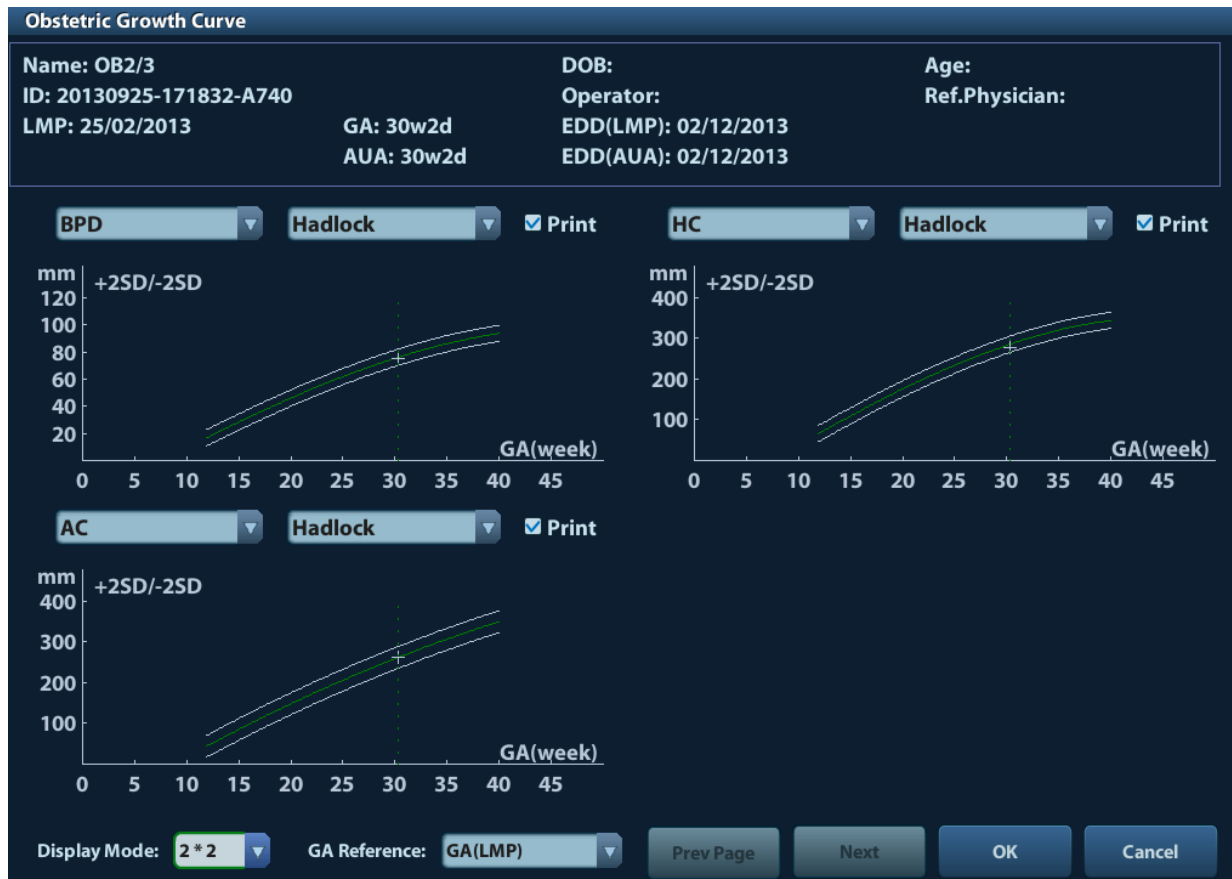 Obstetric Growth Curve
Name: OB2/3 DOB: Age:
ID: 20130925-171832-A740 Operator: Ref.Physician:
LMP: 25/02/2013 GA: 30w2d EDD(LMP): 02/12/2013
AUA: 30w2d EDD(AUA): 02/12/2013
BPD Hadlock Print HC Hadlock Print
mm +2SD/-2SD
120
100
80
60
40
20
GA(week)
0 5 10 15 20 25 30 35 40 45
mm +2SD/-2SD
400
300
200
100
GA(week)
0 5 10 15 20 25 30 35 40 45
AC Hadlock Print
mm +2SD/-2SD
400
300
200
100
GA(week)
0 5 10 15 20 25 30 35 40 45
Display Mode: 2 * 2 GA Reference: GA(LMP) Prev Page Next OK Cancel